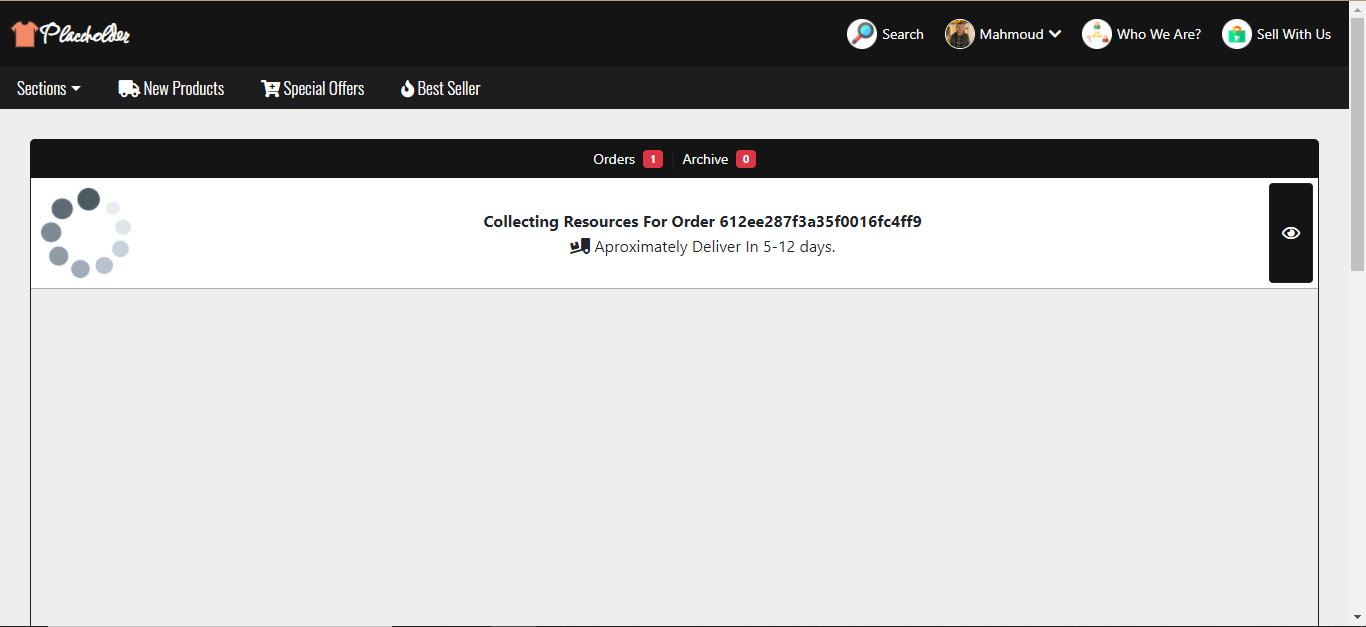 Placeholder
Search
Mahmoud
Who We Are?
Sell With Us
Sections
New Products
Special Offers
Best Seller
Orders 1
Archive 0
Collecting Resources For Order 612ee287f3a35f0016fc4ff9
Aproximately Deliver In 5-12 days.